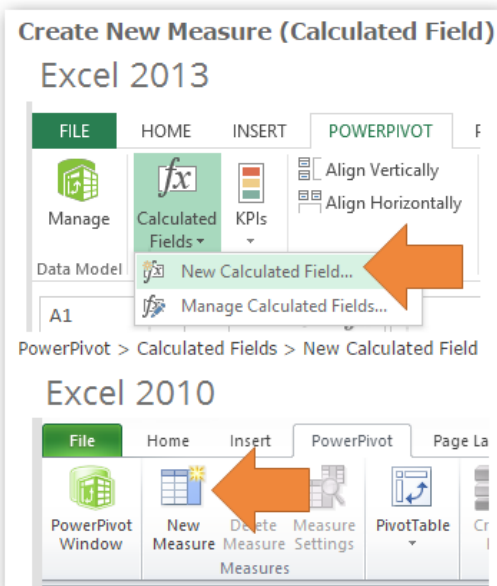 Create New Measure (Calculated Field)
Excel 2013
FILE HOME INSERT POWERPIVOT
Manage
Calculated Fields
KPIs
Align Vertically
Align Horizontally
Data Model
New Calculated Field...
Manage Calculated Fields...
A1
PowerPivot > Calculated Fields > New Calculated Field
Excel 2010
File Home Insert PowerPivot Page La
PowerPivot Window
New Measure
Delete Measure
Measure Settings
PivotTable
Measures